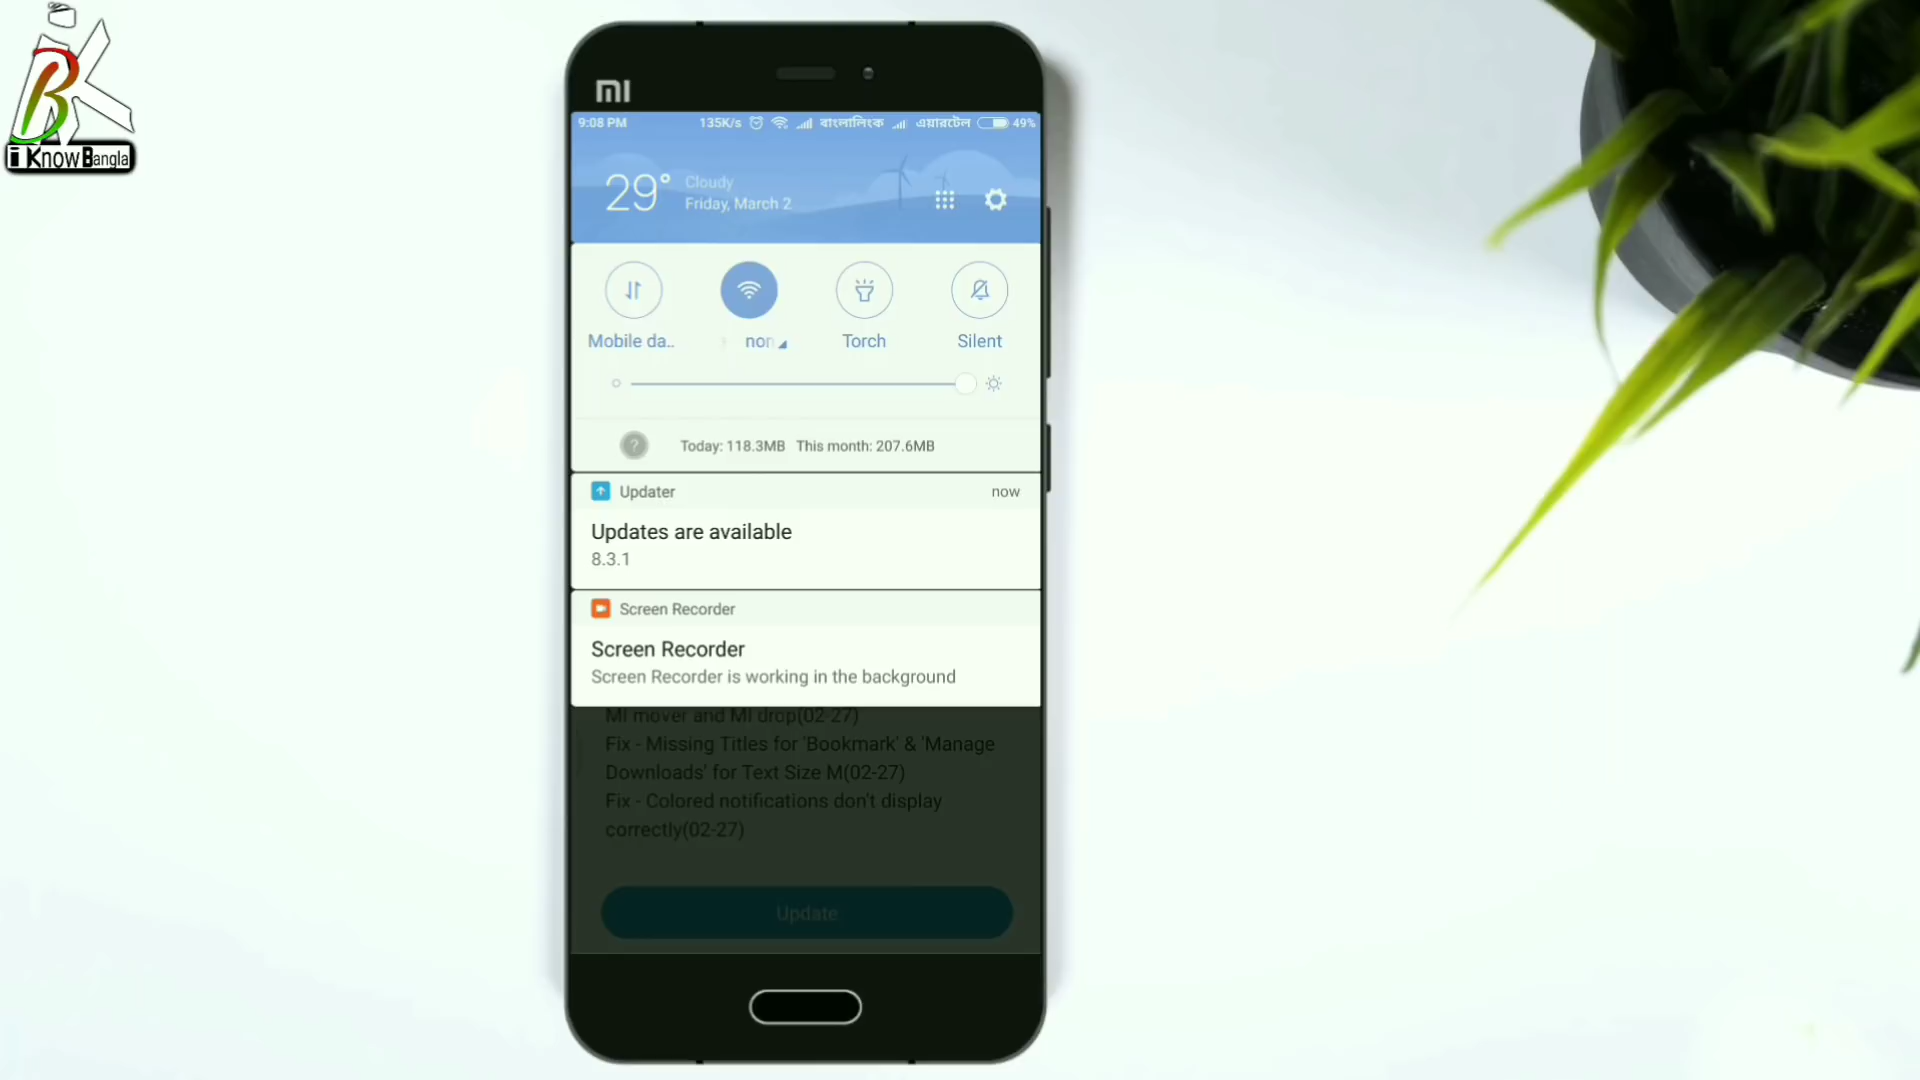 i Know Bangla
MI
9:08 PM 135K/s বাংলালিংক এয়ারটেল 49%
29° Cloudy
Friday, March 2
Mobile da.. non Torch Silent
Today: 118.3MB This month: 207.6MB
Updater now
Updates are available
8.3.1
Screen Recorder
Screen Recorder
Screen Recorder is working in the background
MI mover and MI drop(02-27)
Fix - Missing Titles for 'Bookmark' & 'Manage
Downloads' for Text Size M(02-27)
Fix - Colored notifications don't display
correctly(02-27)
Update